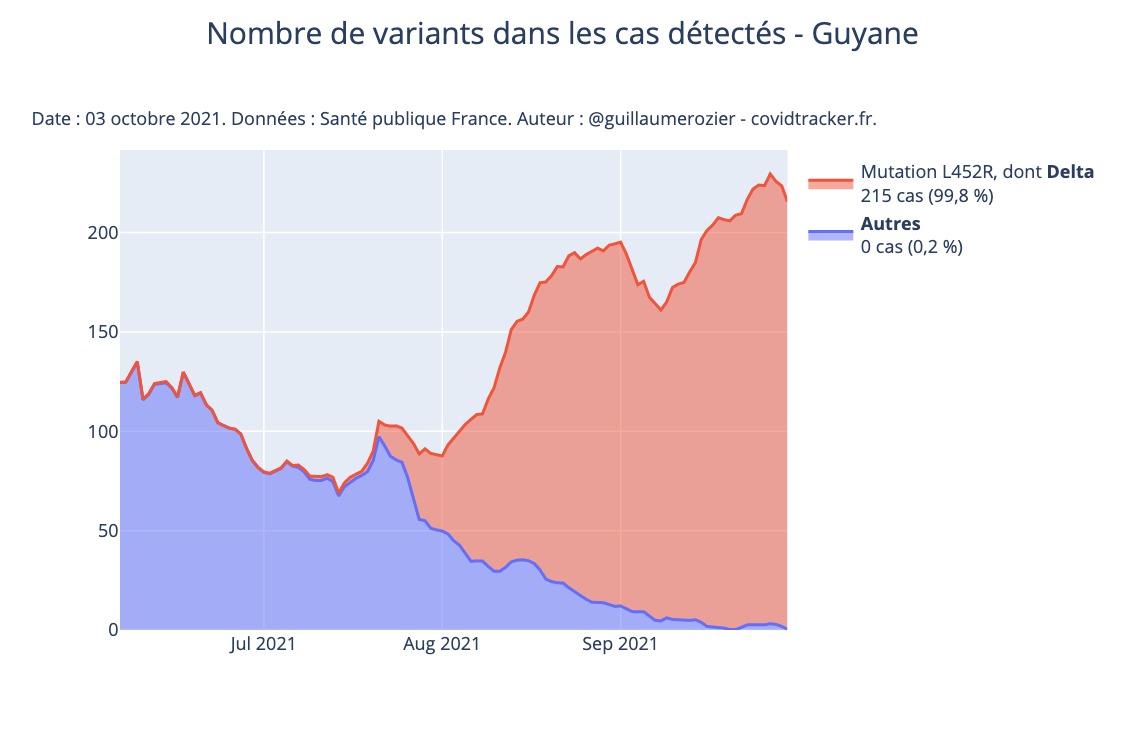 Nombre de variants dans les cas détectés - Guyane
Date : 03 octobre 2021. Données : Santé publique France. Auteur : @guillaumerozier - covidtracker.fr.
Mutation L452R, dont Delta
215 cas (99,8 %)
Autres
0 cas (0,2 %)
200
150
100
50
0
Jul 2021
Aug 2021
Sep 2021